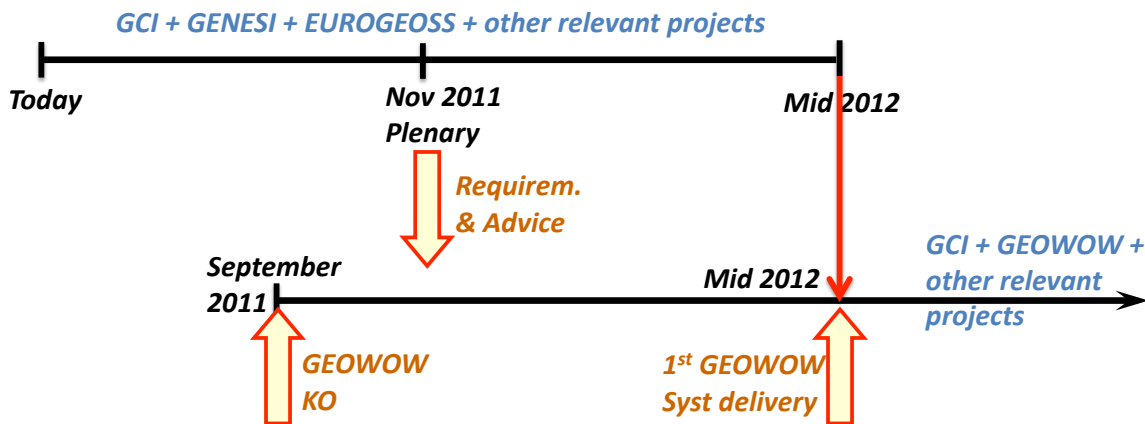 GCI + GENESI + EUROGEOSS + other relevant projects
Today
Nov 2011
Plenary
Mid 2012
Requirem.
& Advice
September
2011
Mid 2012
GCI + GEOWOW +
other relevant
projects
GEOWOW
KO
1st GEOWOW
Syst delivery